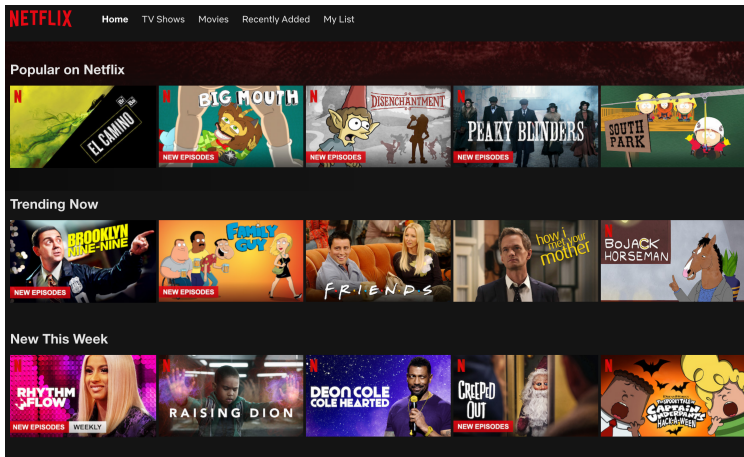 NETFLIX Home TV Shows Movies Recently Added My List
Popular on Netflix
N
EL CAMINO
BIG MOUTH
NEW EPISODES
N
DISENCHANTMENT
NEW EPISODES
N
PEAKY BLINDERS
NEW EPISODES
SOUTH
PARK
Trending Now
BROOKLYN
NINE-NINE
NEW EPISODES
FAMILY
GUY
NEW EPISODES
F·R·I·E·N·D·S
how i
met your
mother
N
BOJACK
HORSEMAN
New This Week
N
RHYTHM
+FLOW
NEW EPISODES WEEKLY
N
RAISING DION
N
DEON COLE
COLE HEARTED
N
CREEPED
OUT
NEW EPISODES
N
CAPTAIN
UNDERPANTS
HACK-A-WEEN